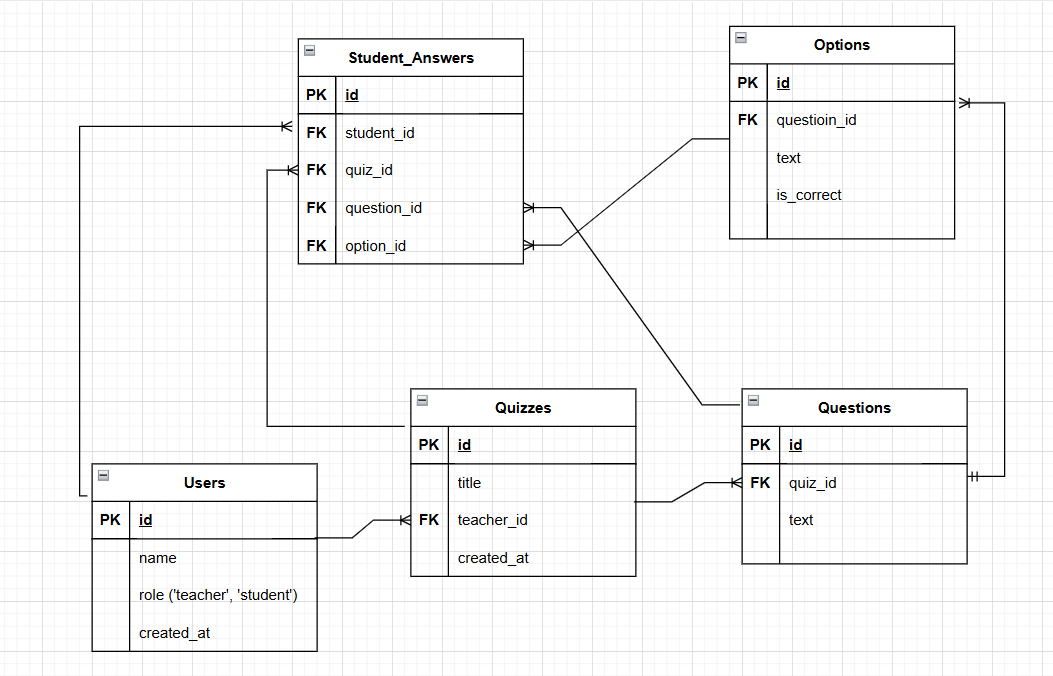 Student_Answers
PK id
FK student_id
FK quiz_id
FK question_id
FK option_id
Options
PK id
FK questioin_id
text
is_correct
Quizzes
PK id
title
FK teacher_id
created_at
Questions
PK id
FK quiz_id
text
Users
PK id
name
role ('teacher', 'student')
created_at